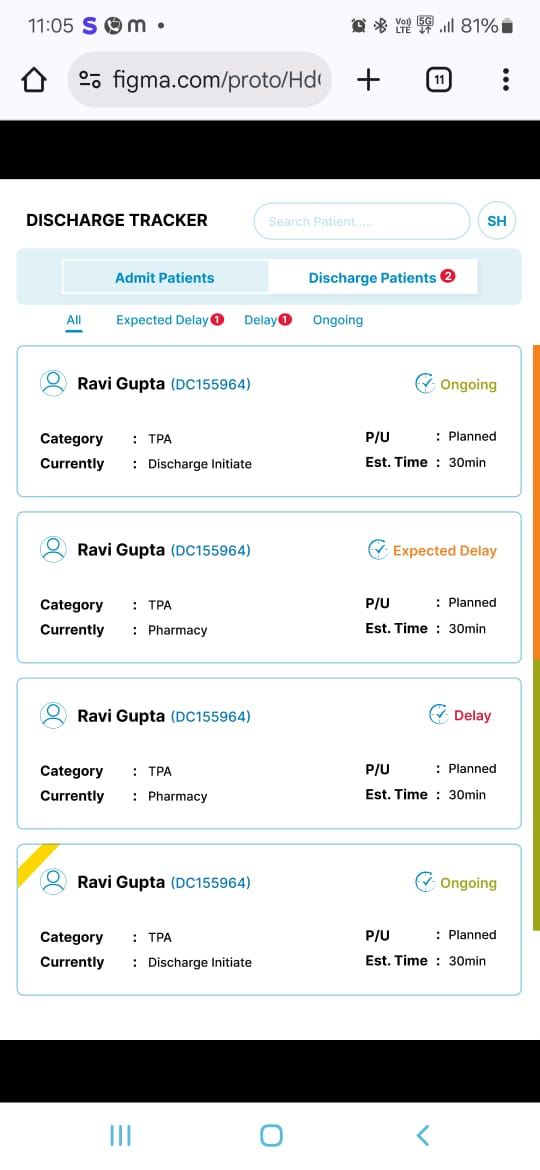 11:05 S m •
Vo)) LTE 5G 81%
figma.com/proto/Hd
11
DISCHARGE TRACKER
Search Patient.....
SH
Admit Patients
Discharge Patients 2
All Expected Delay 1 Delay 1 Ongoing
Ravi Gupta (DC155964) Ongoing
Category : TPA P/U : Planned
Currently : Discharge Initiate Est. Time : 30min
Ravi Gupta (DC155964) Expected Delay
Category : TPA P/U : Planned
Currently : Pharmacy Est. Time : 30min
Ravi Gupta (DC155964) Delay
Category : TPA P/U : Planned
Currently : Pharmacy Est. Time : 30min
Ravi Gupta (DC155964) Ongoing
Category : TPA P/U : Planned
Currently : Discharge Initiate Est. Time : 30min